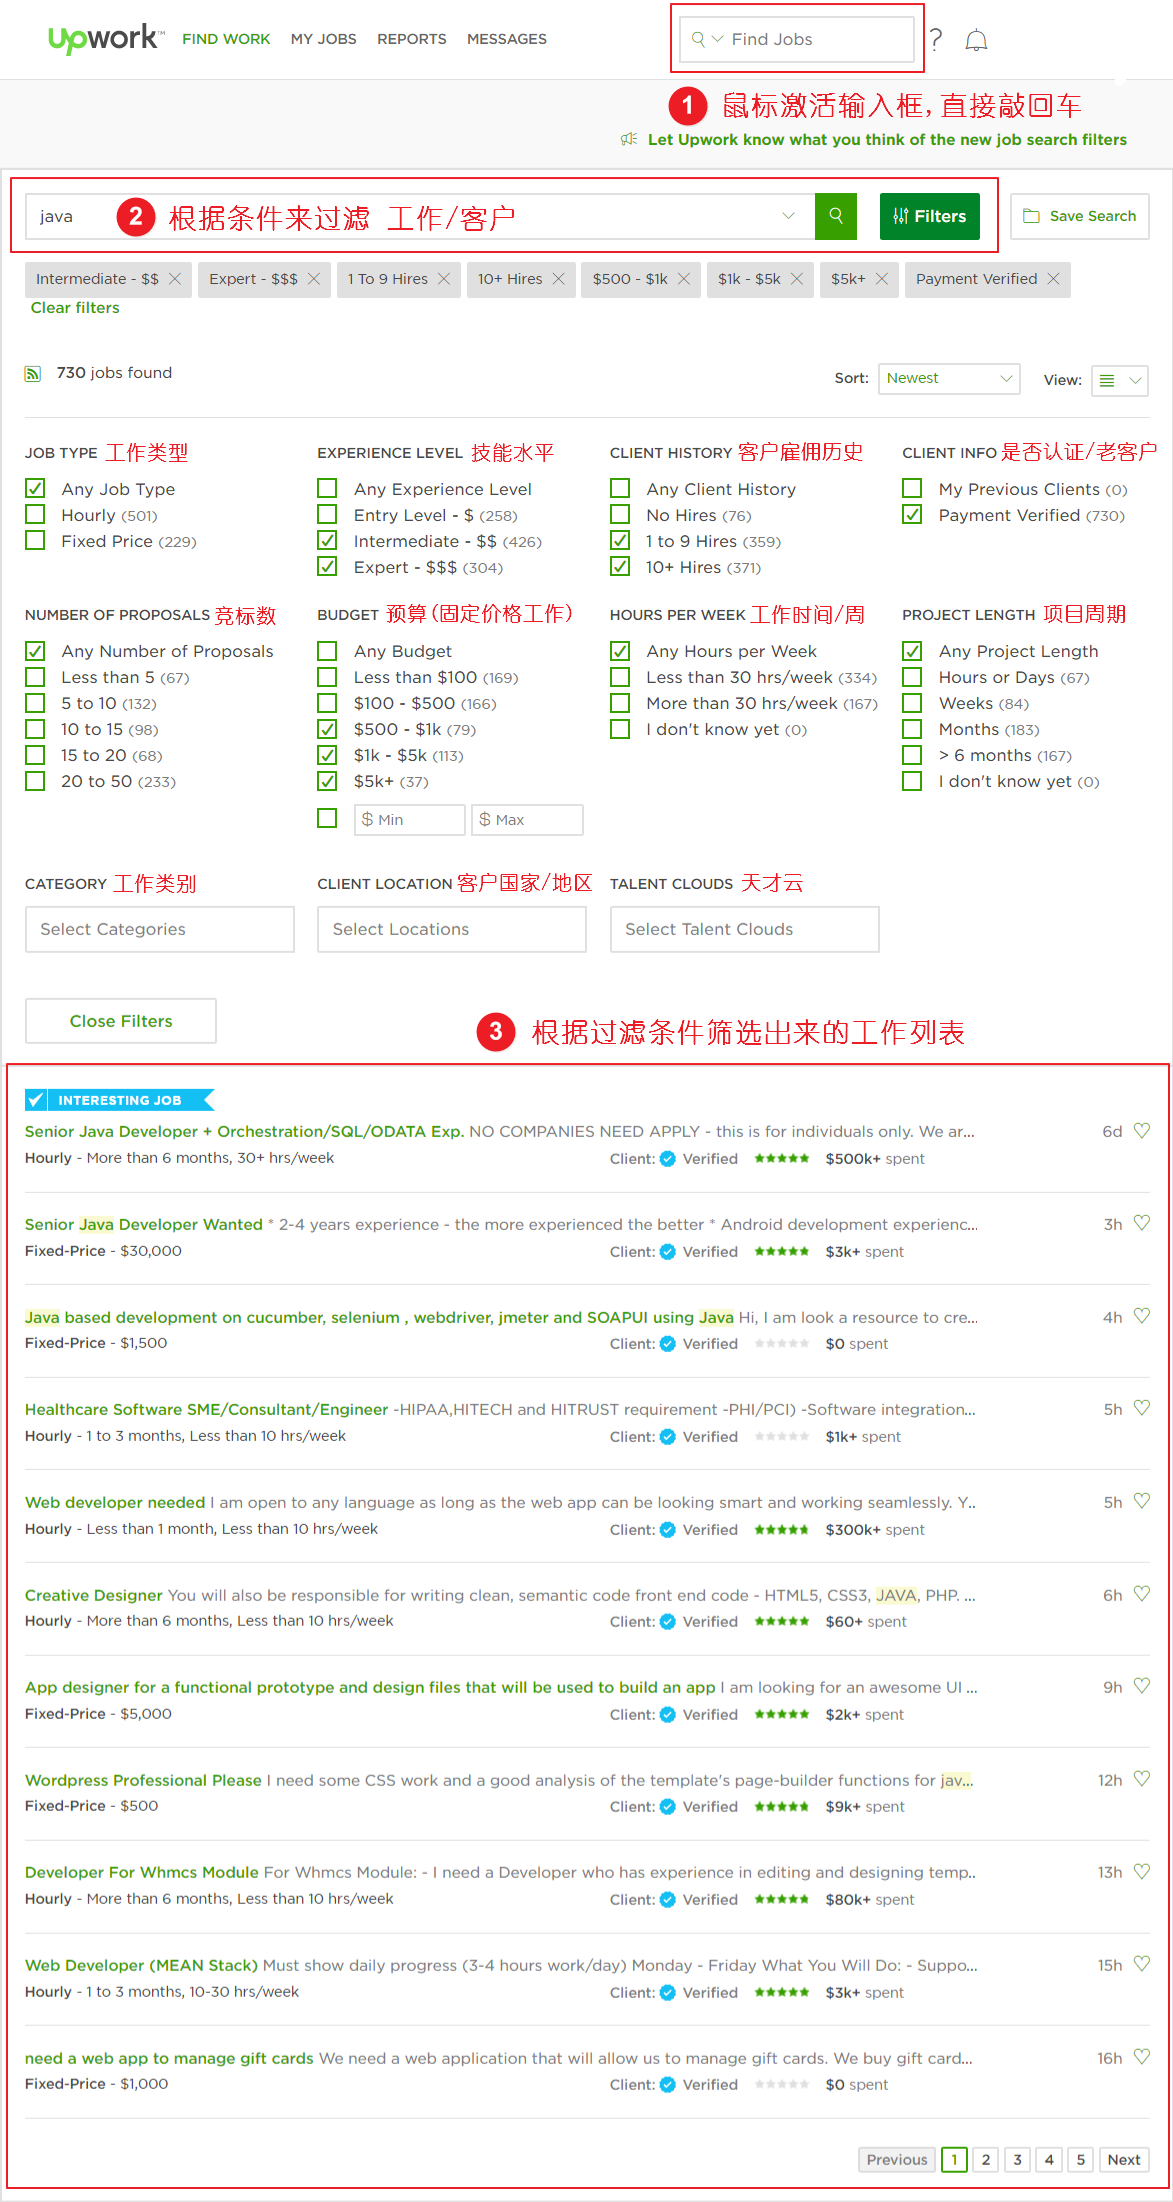 upwork™ FIND WORK MY JOBS REPORTS MESSAGES Find Jobs ?
1 鼠标激活输入框,直接敲回车
Let Upwork know what you think of the new job search filters
java 2 根据条件来过滤 工作/客户 Filters Save Search
Intermediate - $$ Expert - $$$ 1 To 9 Hires 10+ Hires $500 - $1k $1k - $5k $5k+ Payment Verified
Clear filters
730 jobs found Sort: Newest View:
JOB TYPE 工作类型 EXPERIENCE LEVEL 技能水平 CLIENT HISTORY 客户雇佣历史 CLIENT INFO 是否认证/老客户
Any Job Type Any Experience Level Any Client History My Previous Clients (0)
Hourly (501) Entry Level - $ (258) No Hires (76) Payment Verified (730)
Fixed Price (229) Intermediate - $$ (426) 1 to 9 Hires (359)
Expert - $$$ (304) 10+ Hires (371)
NUMBER OF PROPOSALS 竞标数 BUDGET 预算(固定价格工作) HOURS PER WEEK 工作时间/周 PROJECT LENGTH 项目周期
Any Number of Proposals Any Budget Any Hours per Week Any Project Length
Less than 5 (67) Less than $100 (169) Less than 30 hrs/week (334) Hours or Days (67)
5 to 10 (132) $100 - $500 (166) More than 30 hrs/week (167) Weeks (84)
10 to 15 (98) $500 - $1k (79) I don't know yet (0) Months (183)
15 to 20 (68) $1k - $5k (113) > 6 months (167)
20 to 50 (233) $5k+ (37) I don't know yet (0)
$ Min $ Max
CATEGORY 工作类别 CLIENT LOCATION 客户国家/地区 TALENT CLOUDS 天才云
Select Categories Select Locations Select Talent Clouds
Close Filters
3 根据过滤条件筛选出来的工作列表
INTERESTING JOB
Senior Java Developer + Orchestration/SQL/ODATA Exp. NO COMPANIES NEED APPLY - this is for individuals only. We ar... 6d
Hourly - More than 6 months, 30+ hrs/week Client: Verified $500k+ spent
Senior Java Developer Wanted * 2-4 years experience - the more experienced the better * Android development experienc... 3h
Fixed-Price - $30,000 Client: Verified $3k+ spent
Java based development on cucumber, selenium , webdriver, jmeter and SOAPUI using Java Hi, I am look a resource to cre... 4h
Fixed-Price - $1,500 Client: Verified $0 spent
Healthcare Software SME/Consultant/Engineer -HIPAA,HITECH and HITRUST requirement -PHI/PCI) -Software integration... 5h
Hourly - 1 to 3 months, Less than 10 hrs/week Client: Verified $1k+ spent
Web developer needed I am open to any language as long as the web app can be looking smart and working seamlessly. Y.. 5h
Hourly - Less than 1 month, Less than 10 hrs/week Client: Verified $300k+ spent
Creative Designer You will also be responsible for writing clean, semantic code front end code - HTML5, CSS3, JAVA, PHP. ... 6h
Hourly - More than 6 months, Less than 10 hrs/week Client: Verified $60+ spent
App designer for a functional prototype and design files that will be used to build an app I am looking for an awesome UI ... 9h
Fixed-Price - $5,000 Client: Verified $2k+ spent
Wordpress Professional Please I need some CSS work and a good analysis of the template's page-builder functions for jav... 12h
Fixed-Price - $500 Client: Verified $9k+ spent
Developer For Whmcs Module For Whmcs Module: - I need a Developer who has experience in editing and designing temp.. 13h
Hourly - More than 6 months, Less than 10 hrs/week Client: Verified $80k+ spent
Web Developer (MEAN Stack) Must show daily progress (3-4 hours work/day) Monday - Friday What You Will Do: - Suppo... 15h
Hourly - 1 to 3 months, 10-30 hrs/week Client: Verified $3k+ spent
need a web app to manage gift cards We need a web application that will allow us to manage gift cards. We buy gift card... 16h
Fixed-Price - $1,000 Client: Verified $0 spent
Previous 1 2 3 4 5 Next